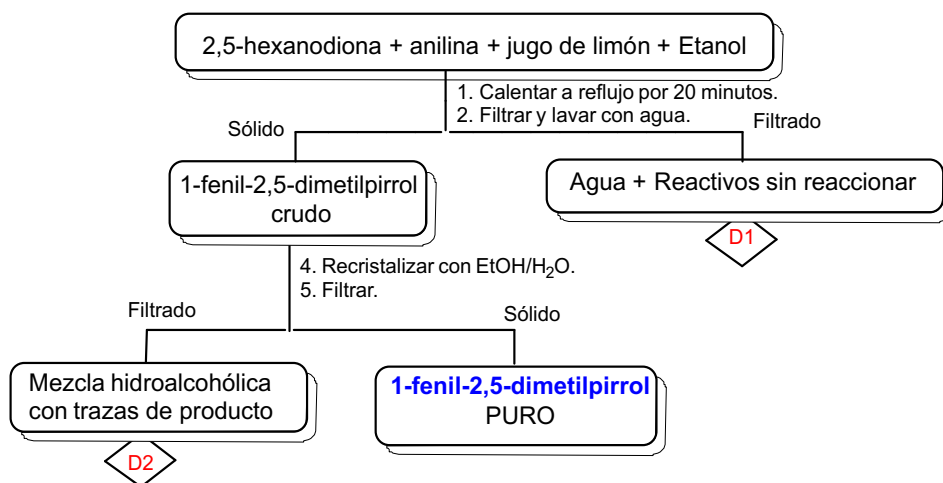 2,5-hexanodiona + anilina + jugo de limón + Etanol
1. Calentar a reflujo por 20 minutos.
2. Filtrar y lavar con agua.
Sólido
Filtrado
1-fenil-2,5-dimetilpirrol
crudo
Agua + Reactivos sin reaccionar
D1
4. Recristalizar con EtOH/H₂O.
5. Filtrar.
Filtrado
Sólido
Mezcla hidroalcohólica
con trazas de producto
1-fenil-2,5-dimetilpirrol
PURO
D2